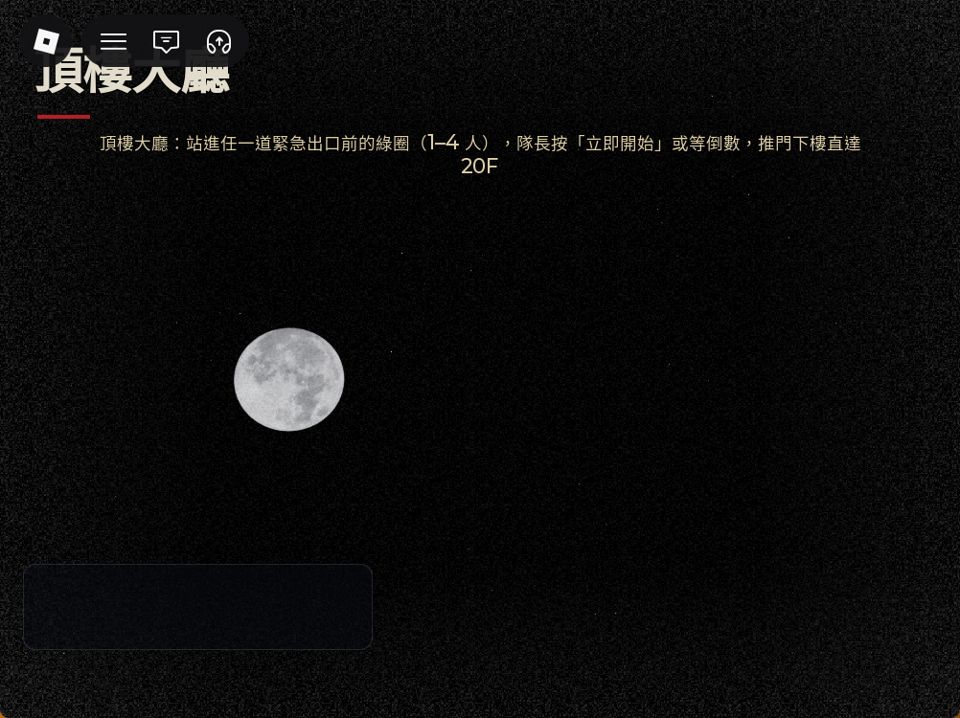 頂樓大廳
頂樓大廳：站進任一道緊急出口前的綠圈（1–4 人），隊長按「立即開始」或等倒數，推門下樓直達
20F